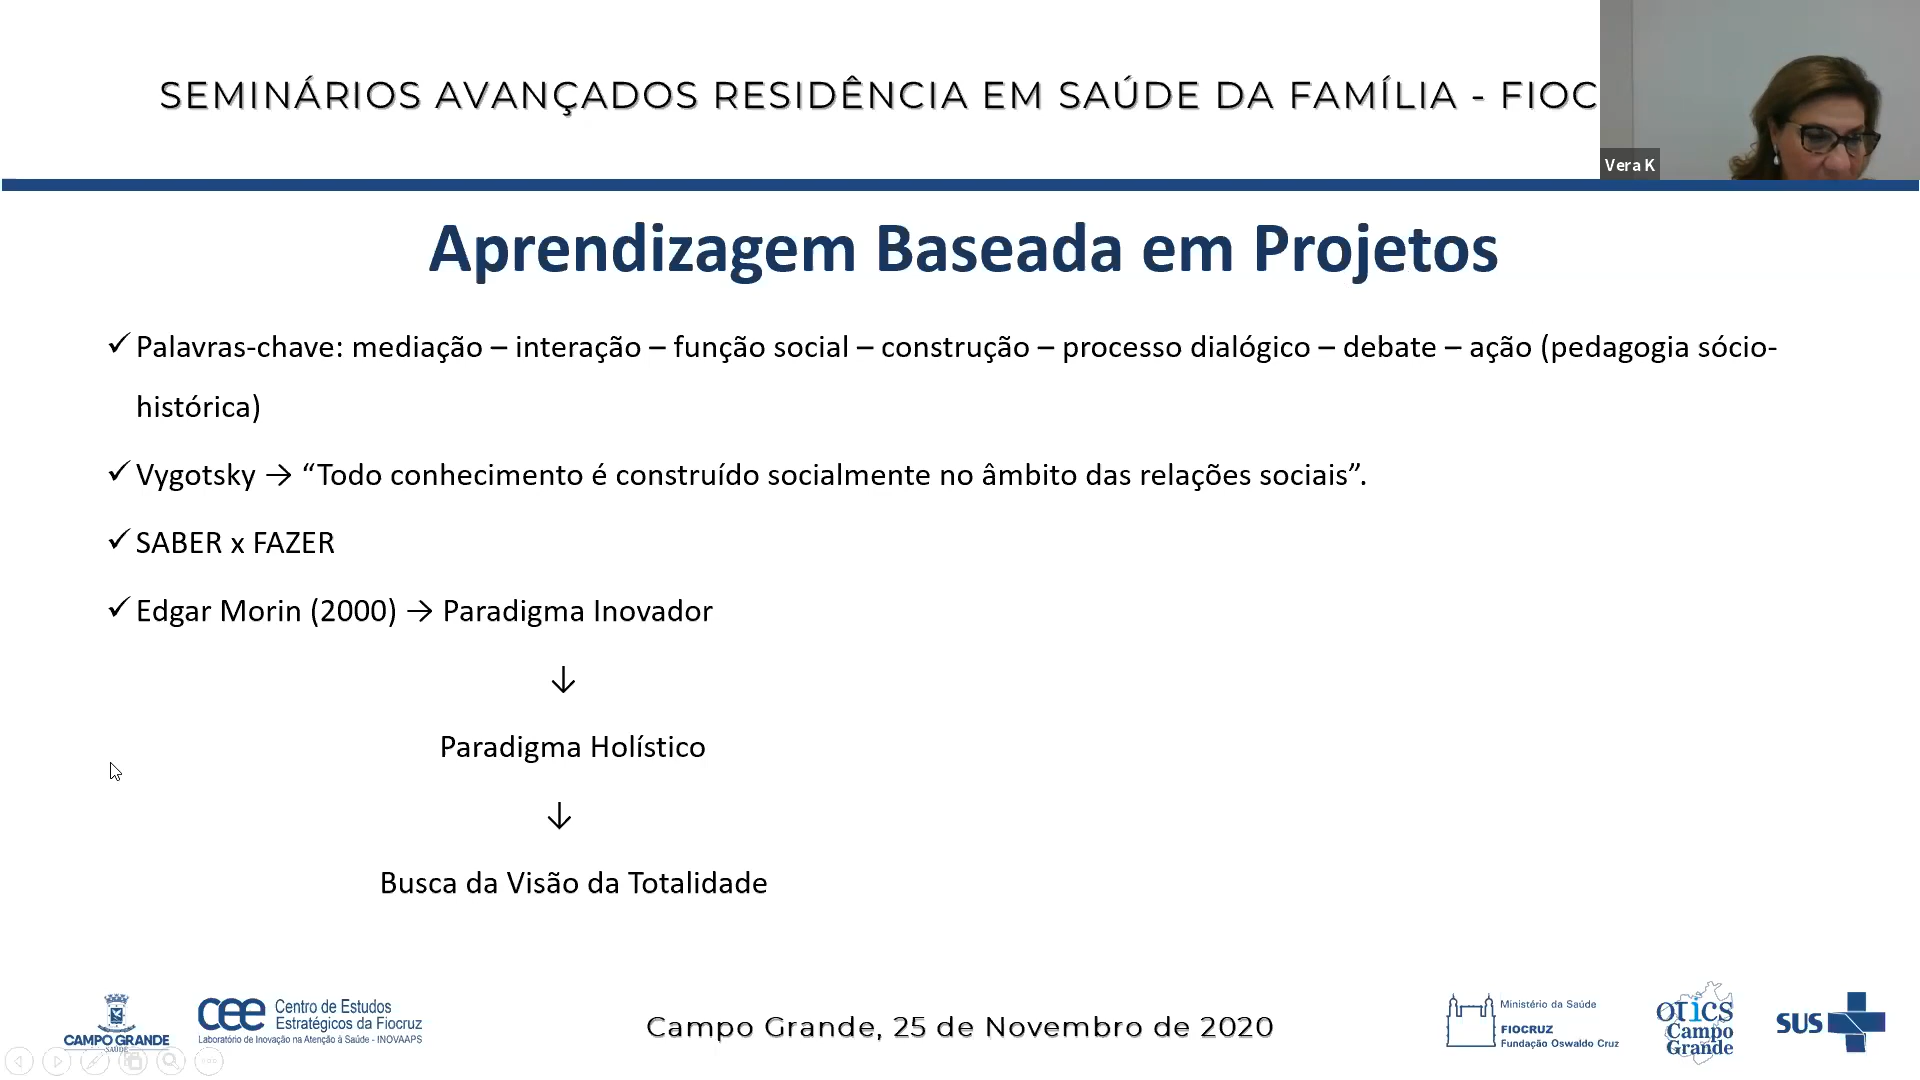 SEMINÁRIOS AVANÇADOS RESIDÊNCIA EM SAÚDE DA FAMÍLIA - FIOC
Vera K
Aprendizagem Baseada em Projetos
✓ Palavras-chave: mediação – interação – função social – construção – processo dialógico – debate – ação (pedagogia sócio-
histórica)
✓ Vygotsky → “Todo conhecimento é construído socialmente no âmbito das relações sociais”.
✓ SABER x FAZER
✓ Edgar Morin (2000) → Paradigma Inovador
↓
Paradigma Holístico
↓
Busca da Visão da Totalidade
CAMPO GRANDE
SAÚDE
cee Centro de Estudos
Estratégicos da Fiocruz
Laboratório de Inovação na Atenção à Saúde - INOVAAPS
Campo Grande, 25 de Novembro de 2020
Ministério da Saúde
FIOCRUZ
Fundação Oswaldo Cruz
OTICS
Campo
Grande
SUS